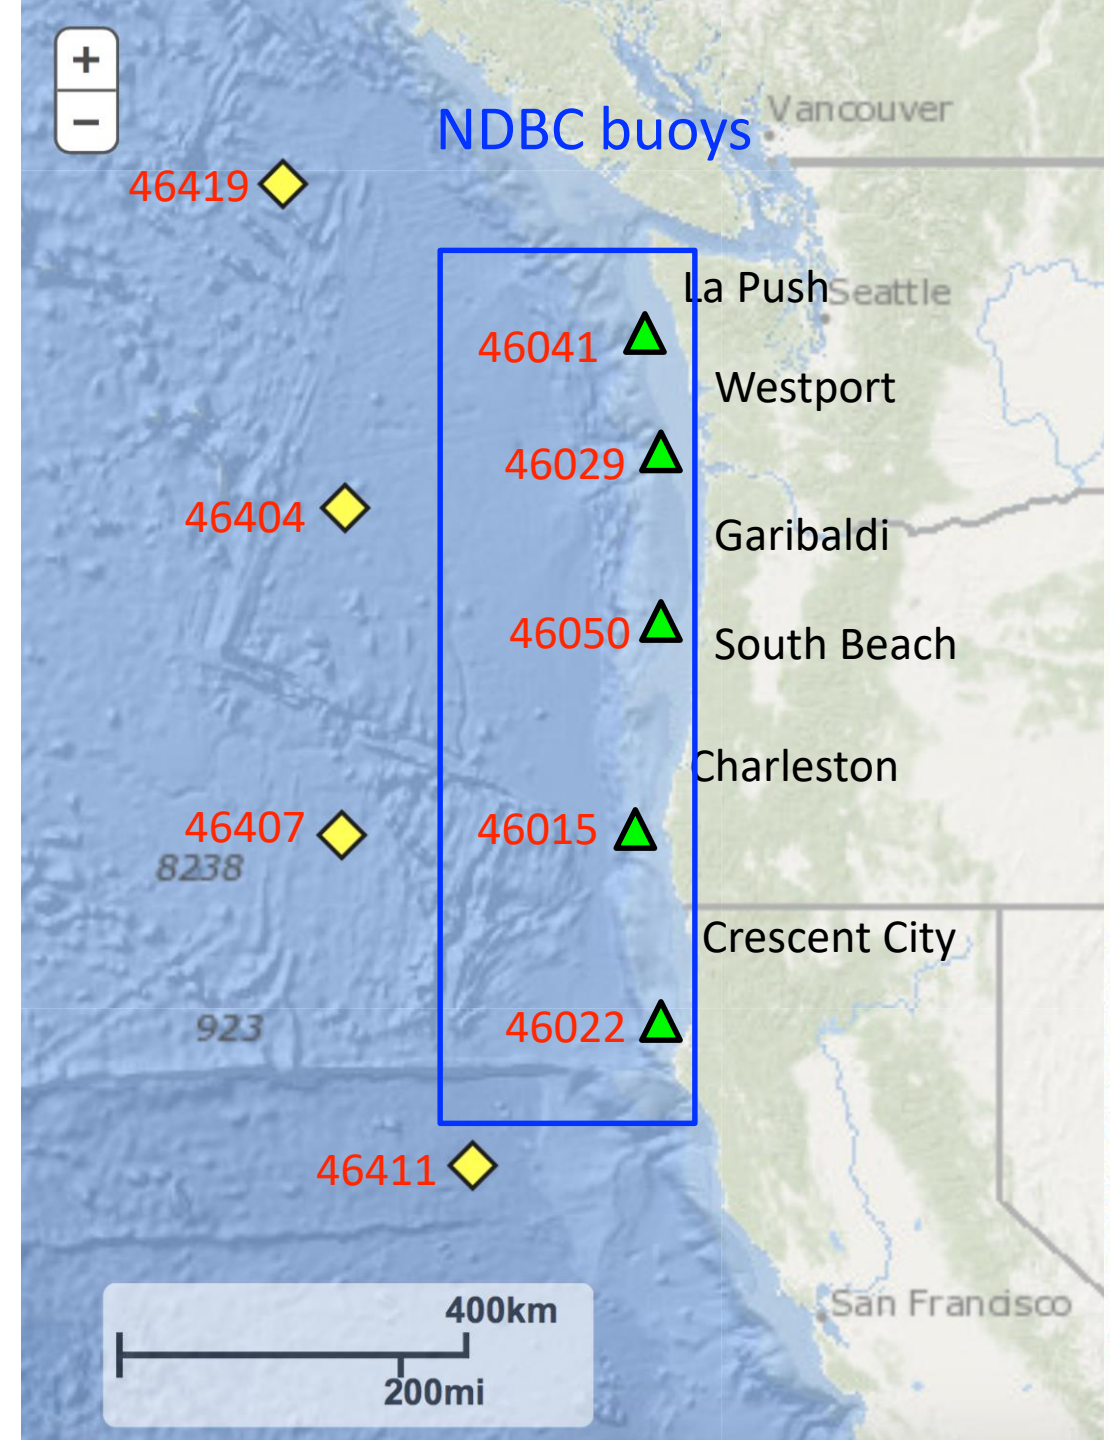 +
−
Vancouver
NDBC buoys
46419
La Push
Seattle
46041
Westport
46029
46404
Garibaldi
46050
South Beach
Charleston
46407
46015
8238
Crescent City
46022
923
46411
San Francisco
400km
200mi